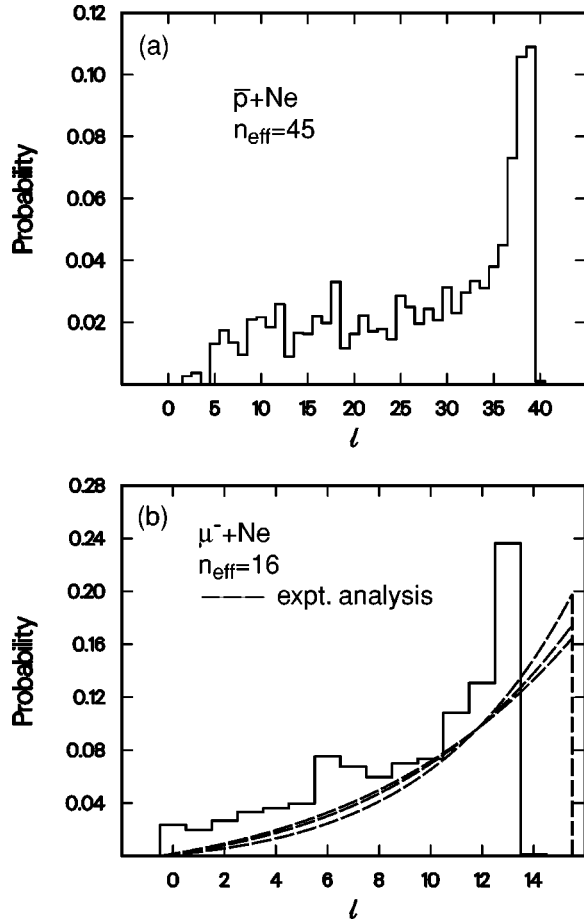 0.12
(a)
0.10
p̅+Ne
n_eff=45
0.08
Probability
0.06
0.04
0.02
0 5 10 15 20 25 30 35 40
ℓ
0.28
(b)
μ⁻+Ne
0.24
n_eff=16
expt. analysis
0.20
0.16
Probability
0.12
0.08
0.04
0 2 4 6 8 10 12 14
ℓ